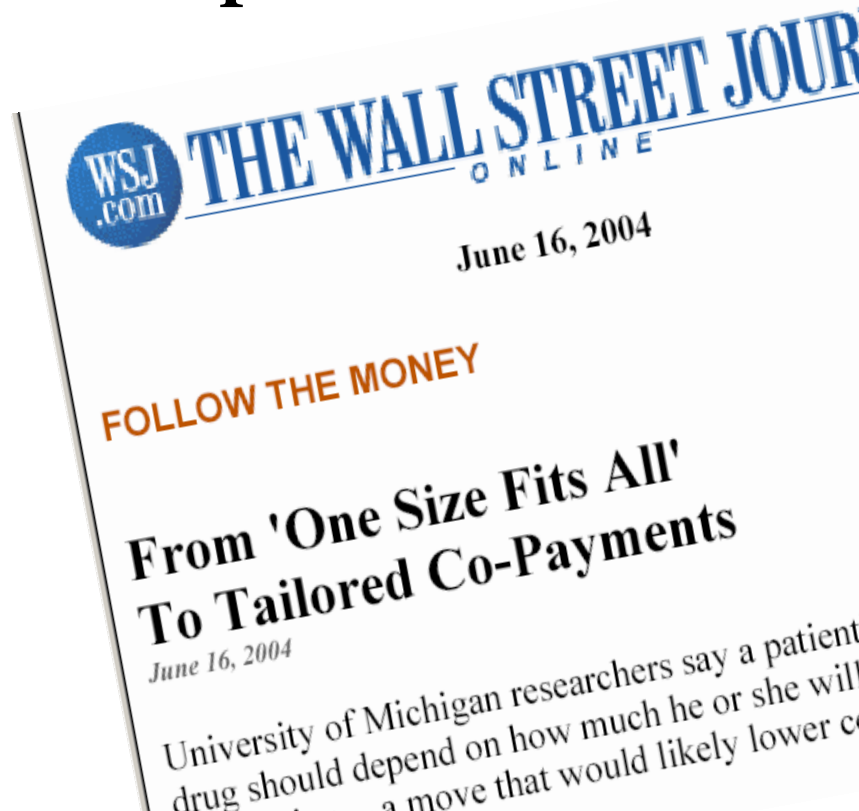 WSJ
.com
THE WALL STREET JOUR
ONLINE
June 16, 2004
FOLLOW THE MONEY
From 'One Size Fits All'
To Tailored Co-Payments
June 16, 2004
University of Michigan researchers say a patient
drug should depend on how much he or she will
a move that would likely lower